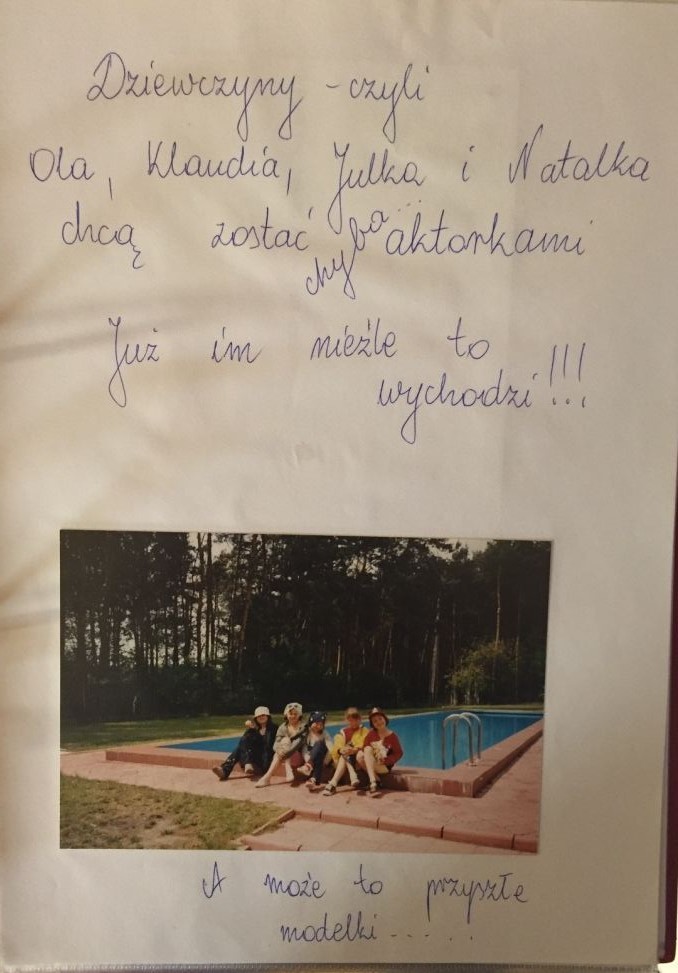 Dziewczyny - czyli
Ola, Klaudia, Julka i Natalka
chcą zostać chyba... aktorkami
Już im nieźle to
wychodzi!!!
A może to przyszłe
modelki......